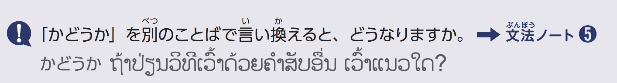 「かどうか」を別のことばで言い換えると、どうなりますか。➡文法ノート❺
かどうか ຖ້າປ່ຽນວິທີເວົ້າດ້ວຍຄຳສັບອື່ນ ເວົ້າແນວໃດ?